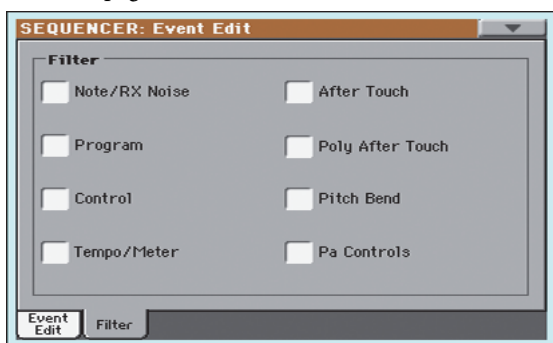 SEQUENCER: Event Edit
Filter
Note/RX Noise
After Touch
Program
Poly After Touch
Control
Pitch Bend
Tempo/Meter
Pa Controls
Event
Edit
Filter